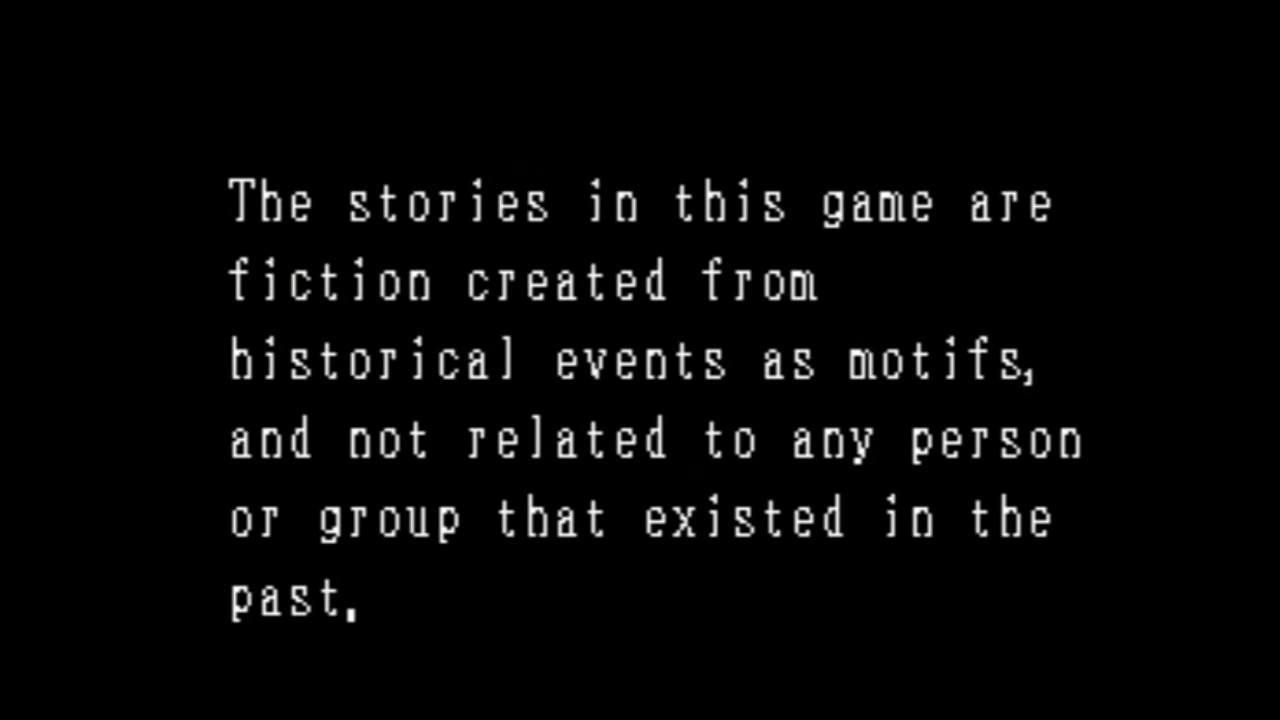 The stories in this game are
fiction created from
historical events as motifs,
and not related to any person
or group that existed in the
past.